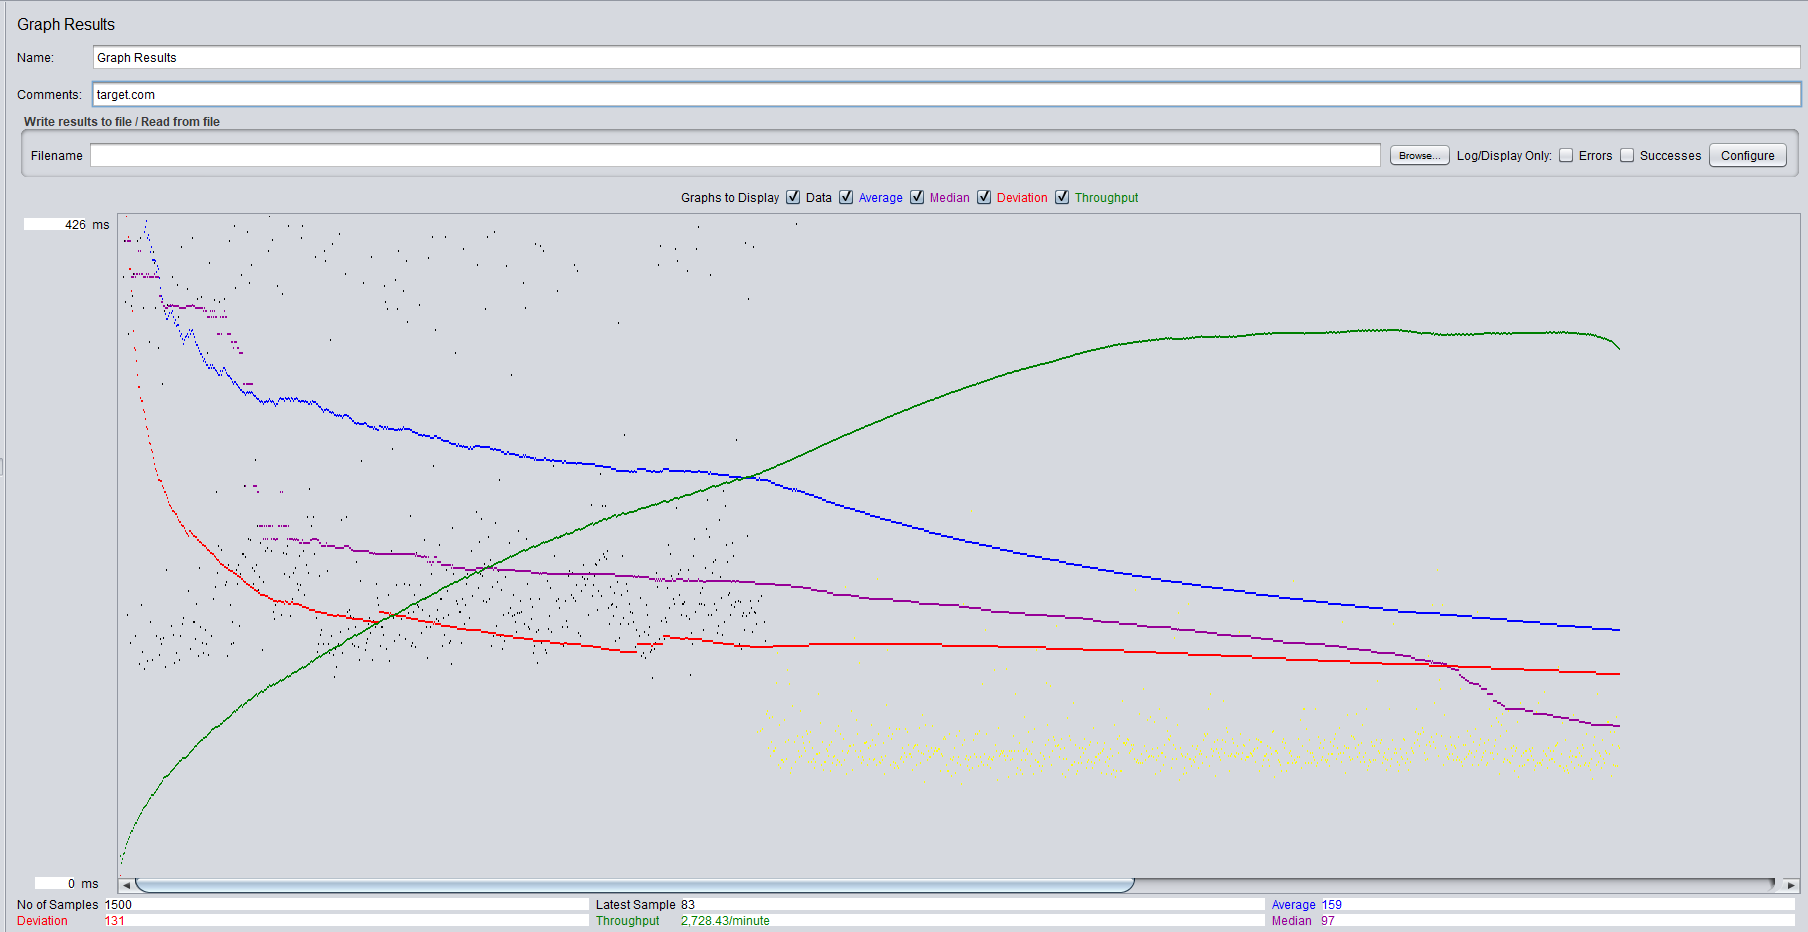 Graph Results
Name: Graph Results
Comments: target.com
Write results to file / Read from file
Filename Browse... Log/Display Only: Errors Successes Configure
Graphs to Display Data Average Median Deviation Throughput
426 ms
0 ms
No of Samples 1500 Latest Sample 83 Average 159
Deviation 131 Throughput 2,728.43/minute Median 97